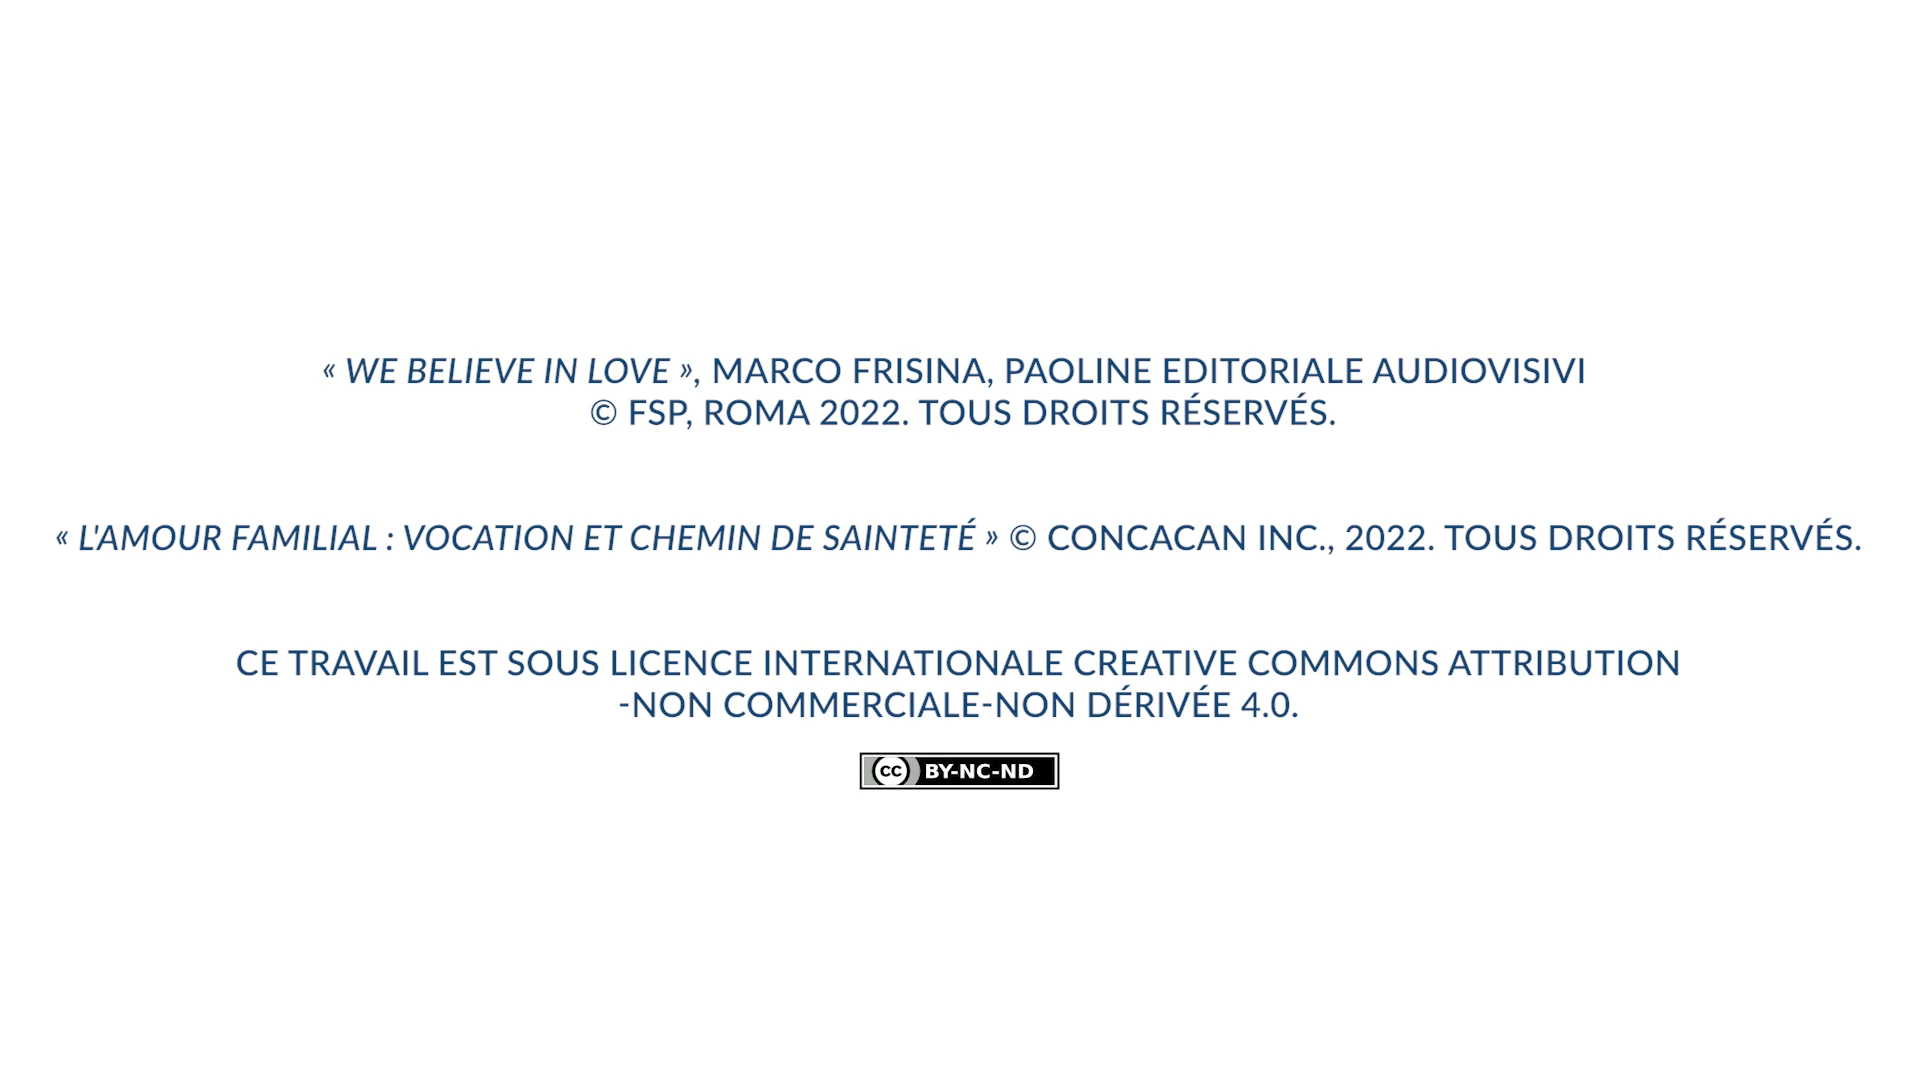 « WE BELIEVE IN LOVE », MARCO FRISINA, PAOLINE EDITORIALE AUDIOVISIVI
© FSP, ROMA 2022. TOUS DROITS RÉSERVÉS.
« L'AMOUR FAMILIAL : VOCATION ET CHEMIN DE SAINTETÉ » © CONCACAN INC., 2022. TOUS DROITS RÉSERVÉS.
CE TRAVAIL EST SOUS LICENCE INTERNATIONALE CREATIVE COMMONS ATTRIBUTION
-NON COMMERCIALE-NON DÉRIVÉE 4.0.
cc BY-NC-ND